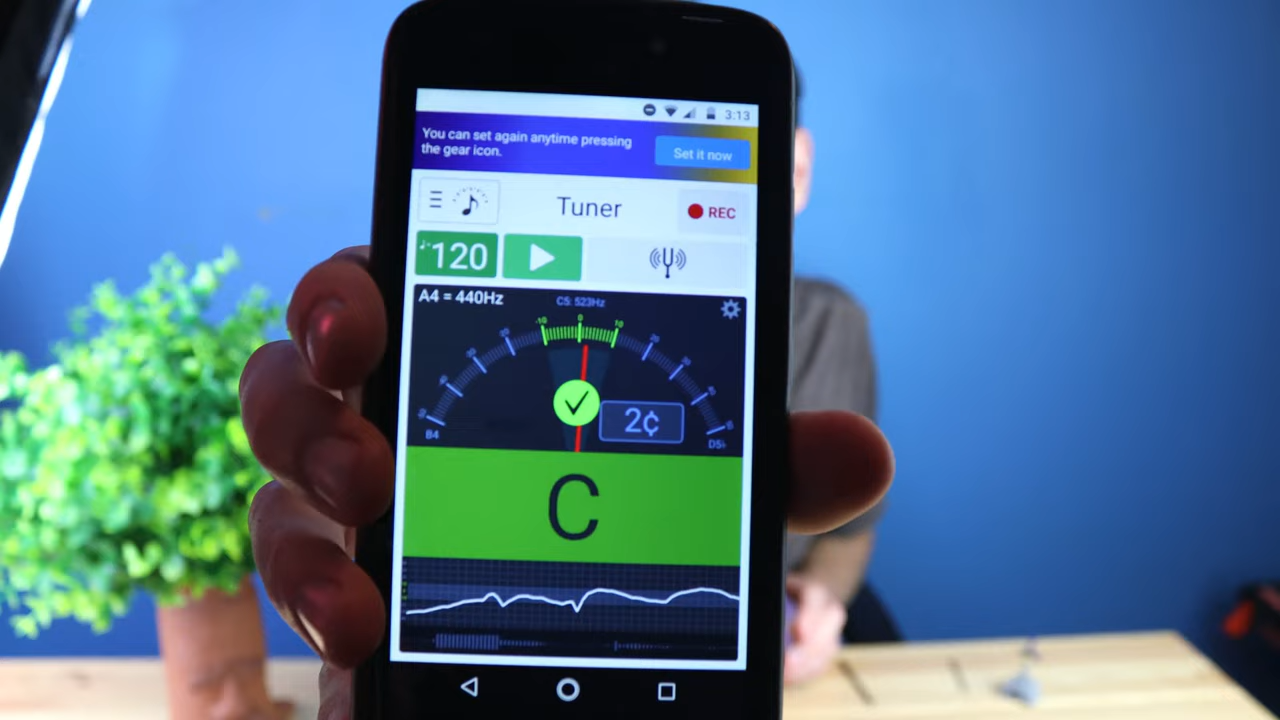 3:13
You can set again anytime pressing
the gear icon.
Set it now
Tuner
REC
♩=120
A4 = 440Hz
C5: 523Hz
-10 0 10
B4
2¢
D5♭
C